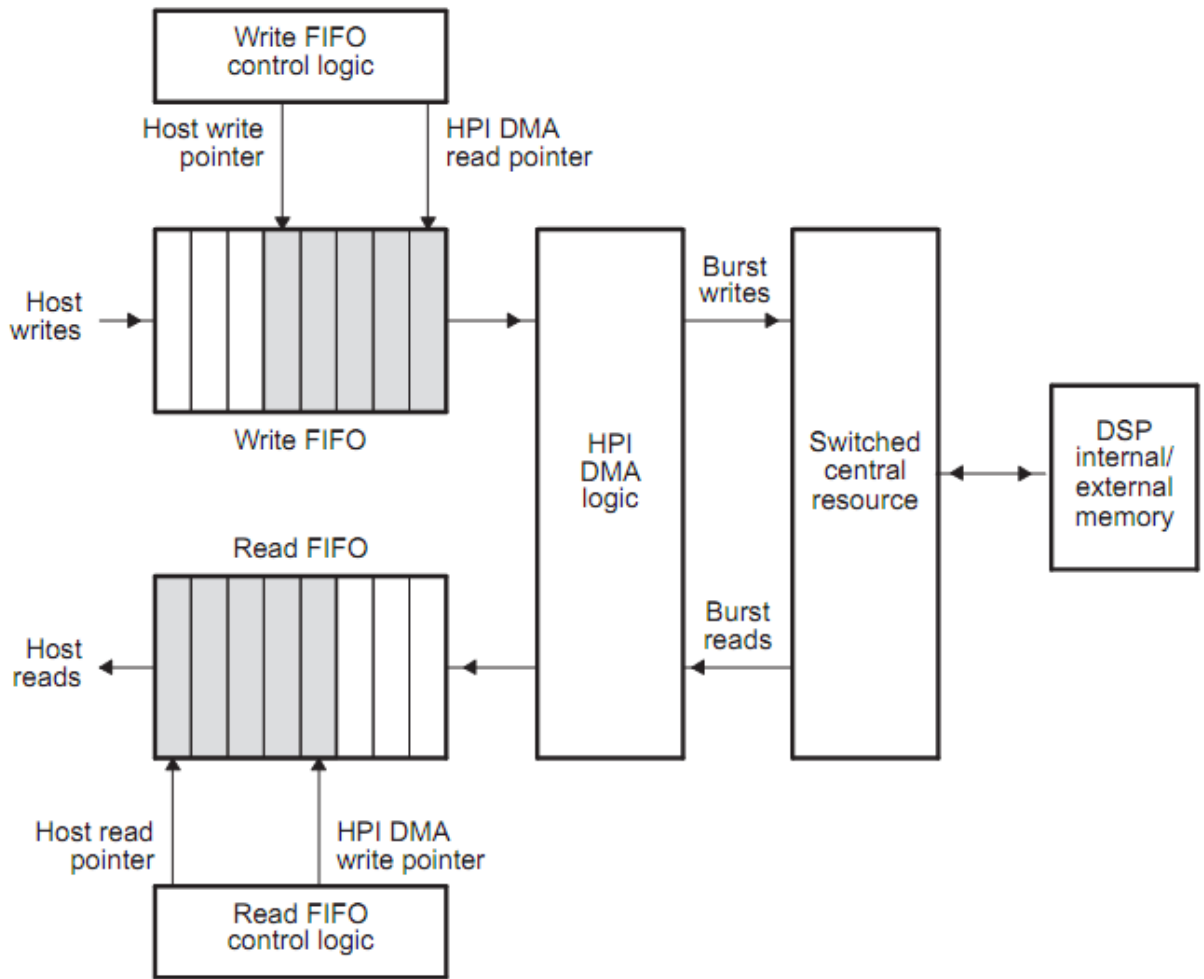 Write FIFO
control logic
Host write
pointer
HPI DMA
read pointer
Host
writes
Write FIFO
Burst
writes
HPI
DMA
logic
Switched
central
resource
DSP
internal/
external
memory
Read FIFO
Host
reads
Burst
reads
Host read
pointer
HPI DMA
write pointer
Read FIFO
control logic